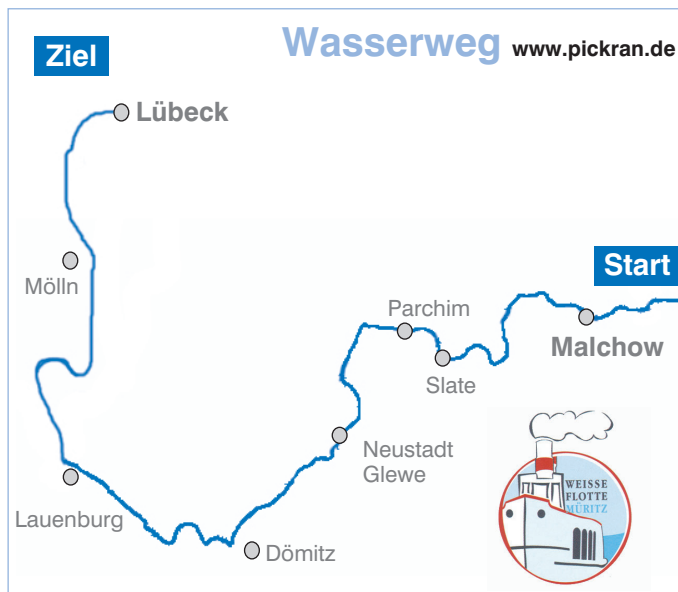 Ziel
Wasserweg www.pickran.de
Lübeck
Mölln
Start
Parchim
Malchow
Slate
Neustadt
Glewe
WEISSE
FLOTTE
MÜRITZ
Lauenburg
Dömitz